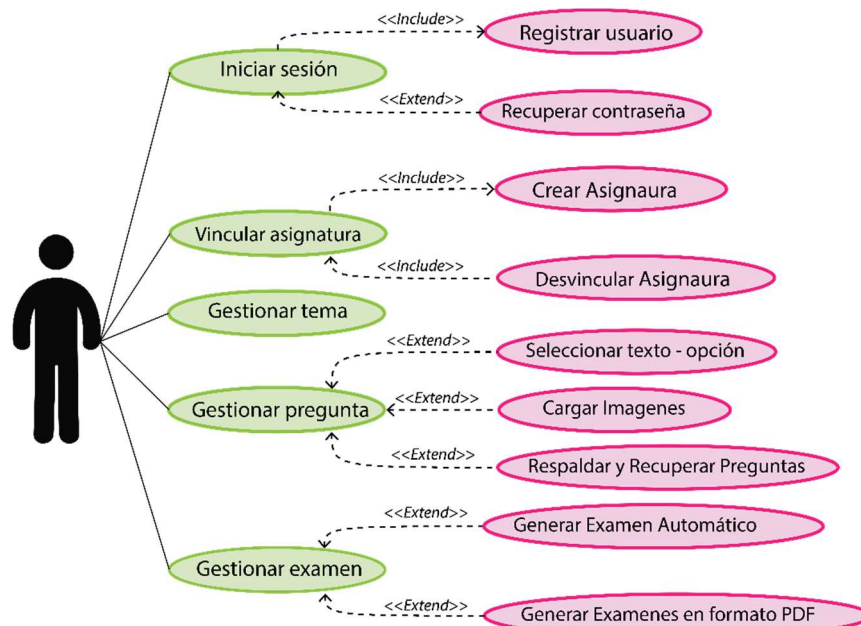 <<Include>>
Registrar usuario
Iniciar sesión
<<Extend>>
Recuperar contraseña
<<Include>>
Crear Asignaura
Vincular asignatura
<<Include>>
Desvincular Asignaura
Gestionar tema
<<Extend>>
Seleccionar texto - opción
Gestionar pregunta
<<Extend>>
Cargar Imagenes
<<Extend>>
Respaldar y Recuperar Preguntas
<<Extend>>
Generar Examen Automático
Gestionar examen
<<Extend>>
Generar Examenes en formato PDF